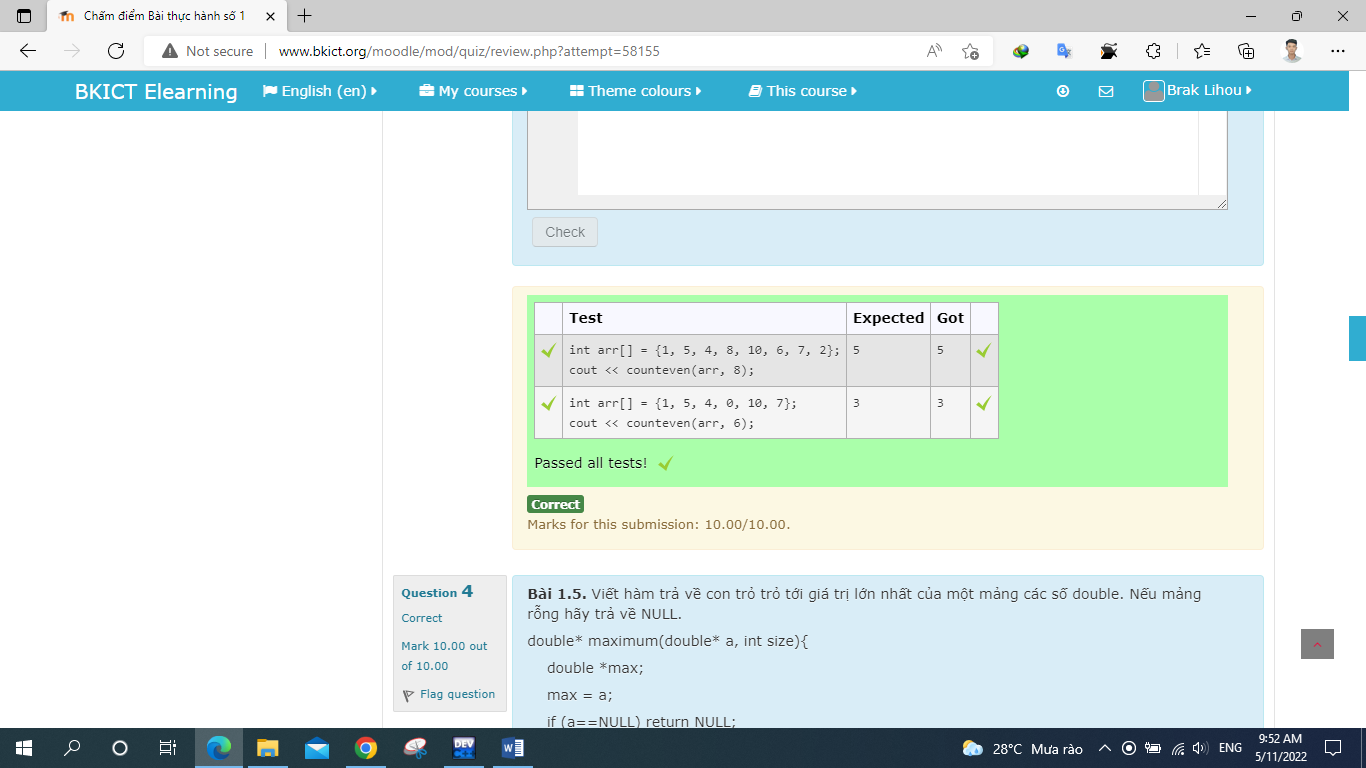 Chấm điểm Bài thực hành số 1
Not secure
www.bkict.org/moodle/mod/quiz/review.php?attempt=58155
BKICT Elearning
English (en)
My courses
Theme colours
This course
Brak Lihou
Check
Test Expected Got
int arr[] = {1, 5, 4, 8, 10, 6, 7, 2}; 5 5
cout << counteven(arr, 8);
int arr[] = {1, 5, 4, 0, 10, 7}; 3 3
cout << counteven(arr, 6);
Passed all tests!
Correct
Marks for this submission: 10.00/10.00.
Question 4
Correct
Mark 10.00 out
of 10.00
Flag question
Bài 1.5. Viết hàm trả về con trỏ trỏ tới giá trị lớn nhất của một mảng các số double. Nếu mảng
rỗng hãy trả về NULL.
double* maximum(double* a, int size){
double *max;
max = a;
if (a==NULL) return NULL;
DEV
28°C Mưa rào
ENG
9:52 AM
5/11/2022